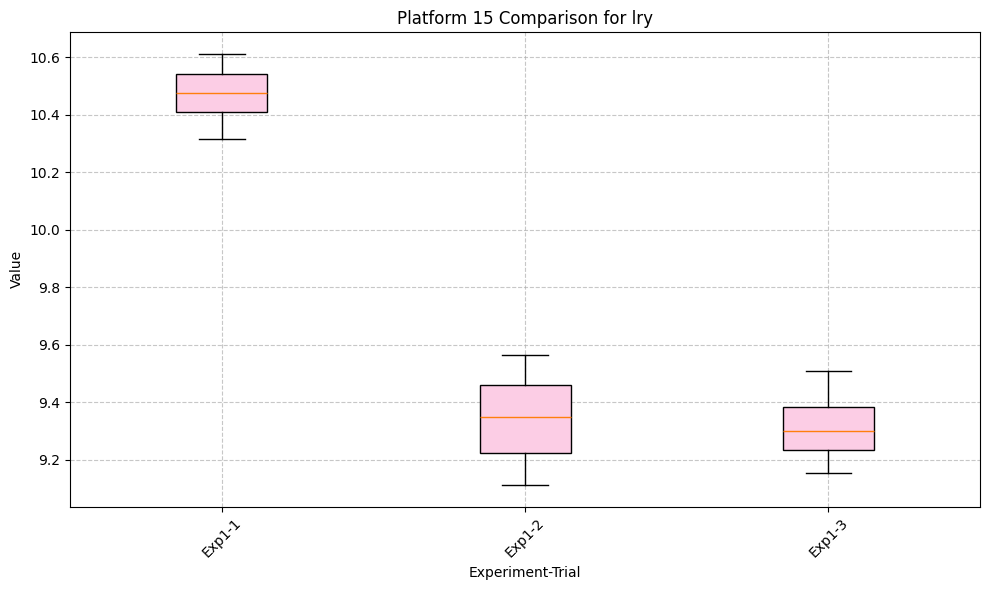 Platform 15 Comparison for lry
Value
10.6
10.4
10.2
10.0
9.8
9.6
9.4
9.2
Exp1-1
Exp1-2
Exp1-3
Experiment-Trial